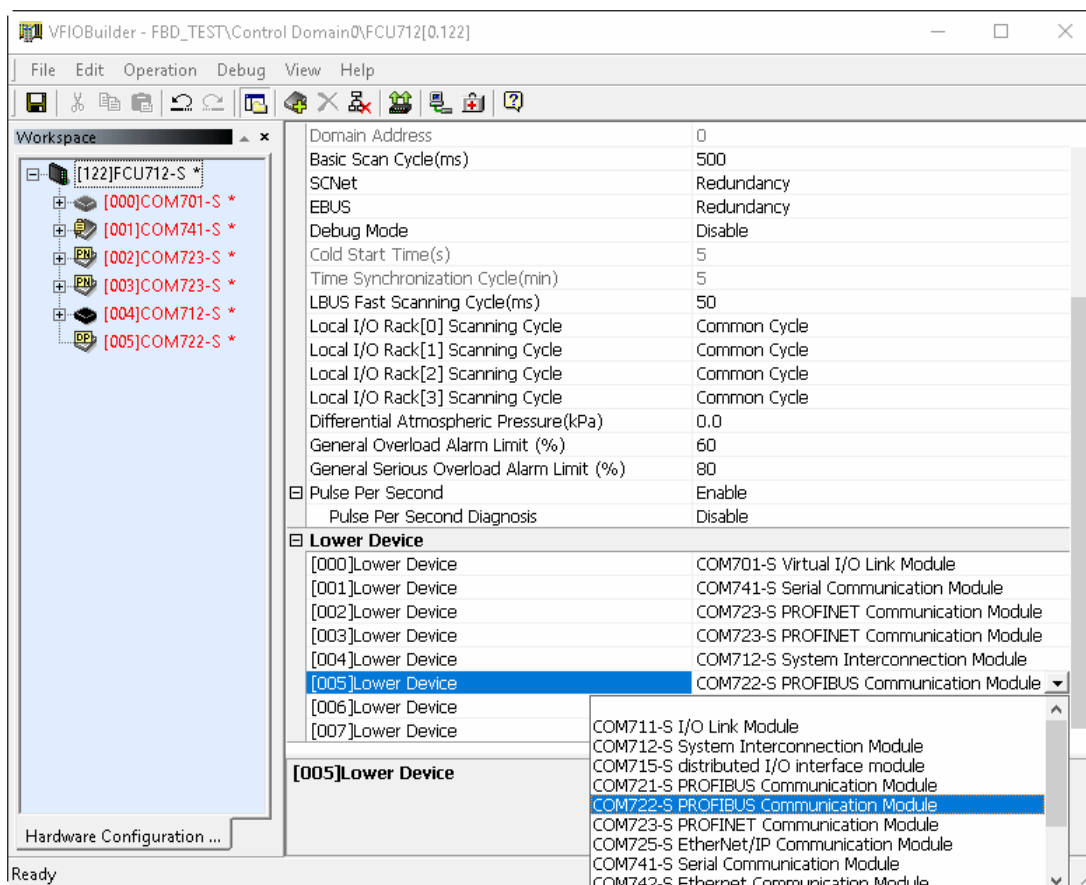 VFIOBuilder - FBD_TEST\Control Domain0\FCU712[0.122]
File Edit Operation Debug View Help
Workspace
[122]FCU712-S *
[000]COM701-S *
[001]COM741-S *
[002]COM723-S *
[003]COM723-S *
[004]COM712-S *
[005]COM722-S *
Hardware Configuration ...
Domain Address 0
Basic Scan Cycle(ms) 500
SCNet Redundancy
EBUS Redundancy
Debug Mode Disable
Cold Start Time(s) 5
Time Synchronization Cycle(min) 5
LBUS Fast Scanning Cycle(ms) 50
Local I/O Rack[0] Scanning Cycle Common Cycle
Local I/O Rack[1] Scanning Cycle Common Cycle
Local I/O Rack[2] Scanning Cycle Common Cycle
Local I/O Rack[3] Scanning Cycle Common Cycle
Differential Atmospheric Pressure(kPa) 0.0
General Overload Alarm Limit (%) 60
General Serious Overload Alarm Limit (%) 80
Pulse Per Second Enable
Pulse Per Second Diagnosis Disable
Lower Device
[000]Lower Device COM701-S Virtual I/O Link Module
[001]Lower Device COM741-S Serial Communication Module
[002]Lower Device COM723-S PROFINET Communication Module
[003]Lower Device COM723-S PROFINET Communication Module
[004]Lower Device COM712-S System Interconnection Module
[005]Lower Device COM722-S PROFIBUS Communication Module
[006]Lower Device
[007]Lower Device
COM711-S I/O Link Module
COM712-S System Interconnection Module
COM715-S distributed I/O interface module
COM721-S PROFIBUS Communication Module
COM722-S PROFIBUS Communication Module
COM723-S PROFINET Communication Module
COM725-S EtherNet/IP Communication Module
COM741-S Serial Communication Module
COM742-S Ethernet Communication Module
[005]Lower Device
Ready